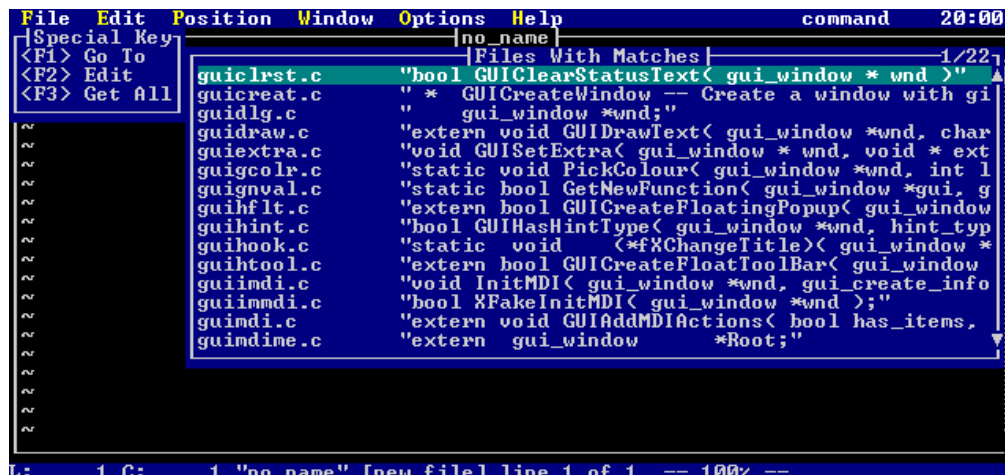 File Edit Position Window Options Help command 20:00
Special Key no_name
<F1> Go To Files With Matches 1/22
<F2> Edit guiclrst.c "bool GUIClearStatusText( gui_window * wnd )"
<F3> Get All guicreat.c " * GUICreateWindow -- Create a window with gi
guidlg.c " gui_window *wnd;"
~ guidraw.c "extern void GUIDrawText( gui_window *wnd, char
~ guiextra.c "void GUISetExtra( gui_window * wnd, void * ext
~ guigcolr.c "static void PickColour( gui_window *wnd, int l
~ guignval.c "static bool GetNewFunction( gui_window *gui, g
~ guihflt.c "extern bool GUICreateFloatingPopup( gui_window
~ guihint.c "bool GUIHasHintType( gui_window *wnd, hint_typ
~ guihook.c "static void (*fXChangeTitle)( gui_window *
~ guihtool.c "extern bool GUICreateFloatToolBar( gui_window
~ guiimdi.c "void InitMDI( gui_window *wnd, gui_create_info
~ guiimmdi.c "bool XFakeInitMDI( gui_window *wnd );"
~ guimdi.c "extern void GUIAddMDIActions( bool has_items,
~ guimdime.c "extern gui_window *Root;"
~
~
~
~
~
L: 1 C: 1 "no_name" [new file] line 1 of 1 -- 100% --